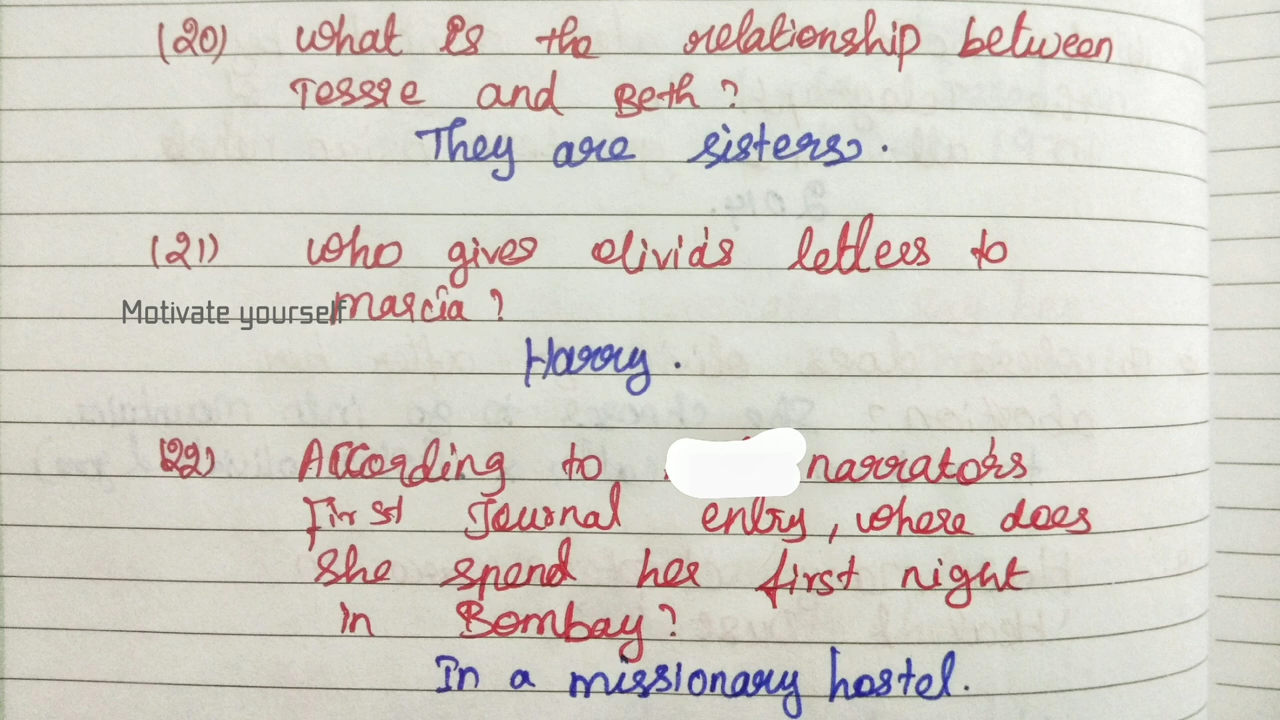 (20) What is the relationship between
Tessie and Beth?
They are sisters.
(21) Who gives olivia's letters to
Marcia?
Motivate yourself
Harry.
(22) According to narrator's
First Journal entry, where does
she spend her first night
in Bombay?
In a missionary hostel.